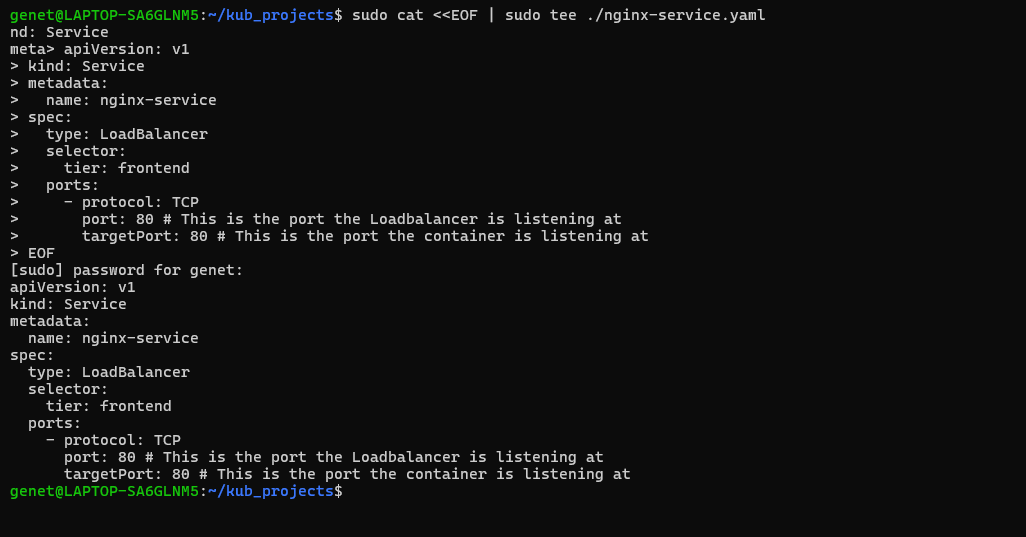 genet@LAPTOP-SA6GLNM5:~/kub_projects$ sudo cat <<EOF | sudo tee ./nginx-service.yaml
nd: Service
meta> apiVersion: v1
> kind: Service
> metadata:
>   name: nginx-service
> spec:
>   type: LoadBalancer
>   selector:
>     tier: frontend
>   ports:
>     - protocol: TCP
>       port: 80 # This is the port the Loadbalancer is listening at
>       targetPort: 80 # This is the port the container is listening at
> EOF
[sudo] password for genet:
apiVersion: v1
kind: Service
metadata:
  name: nginx-service
spec:
  type: LoadBalancer
  selector:
    tier: frontend
  ports:
    - protocol: TCP
      port: 80 # This is the port the Loadbalancer is listening at
      targetPort: 80 # This is the port the container is listening at
genet@LAPTOP-SA6GLNM5:~/kub_projects$